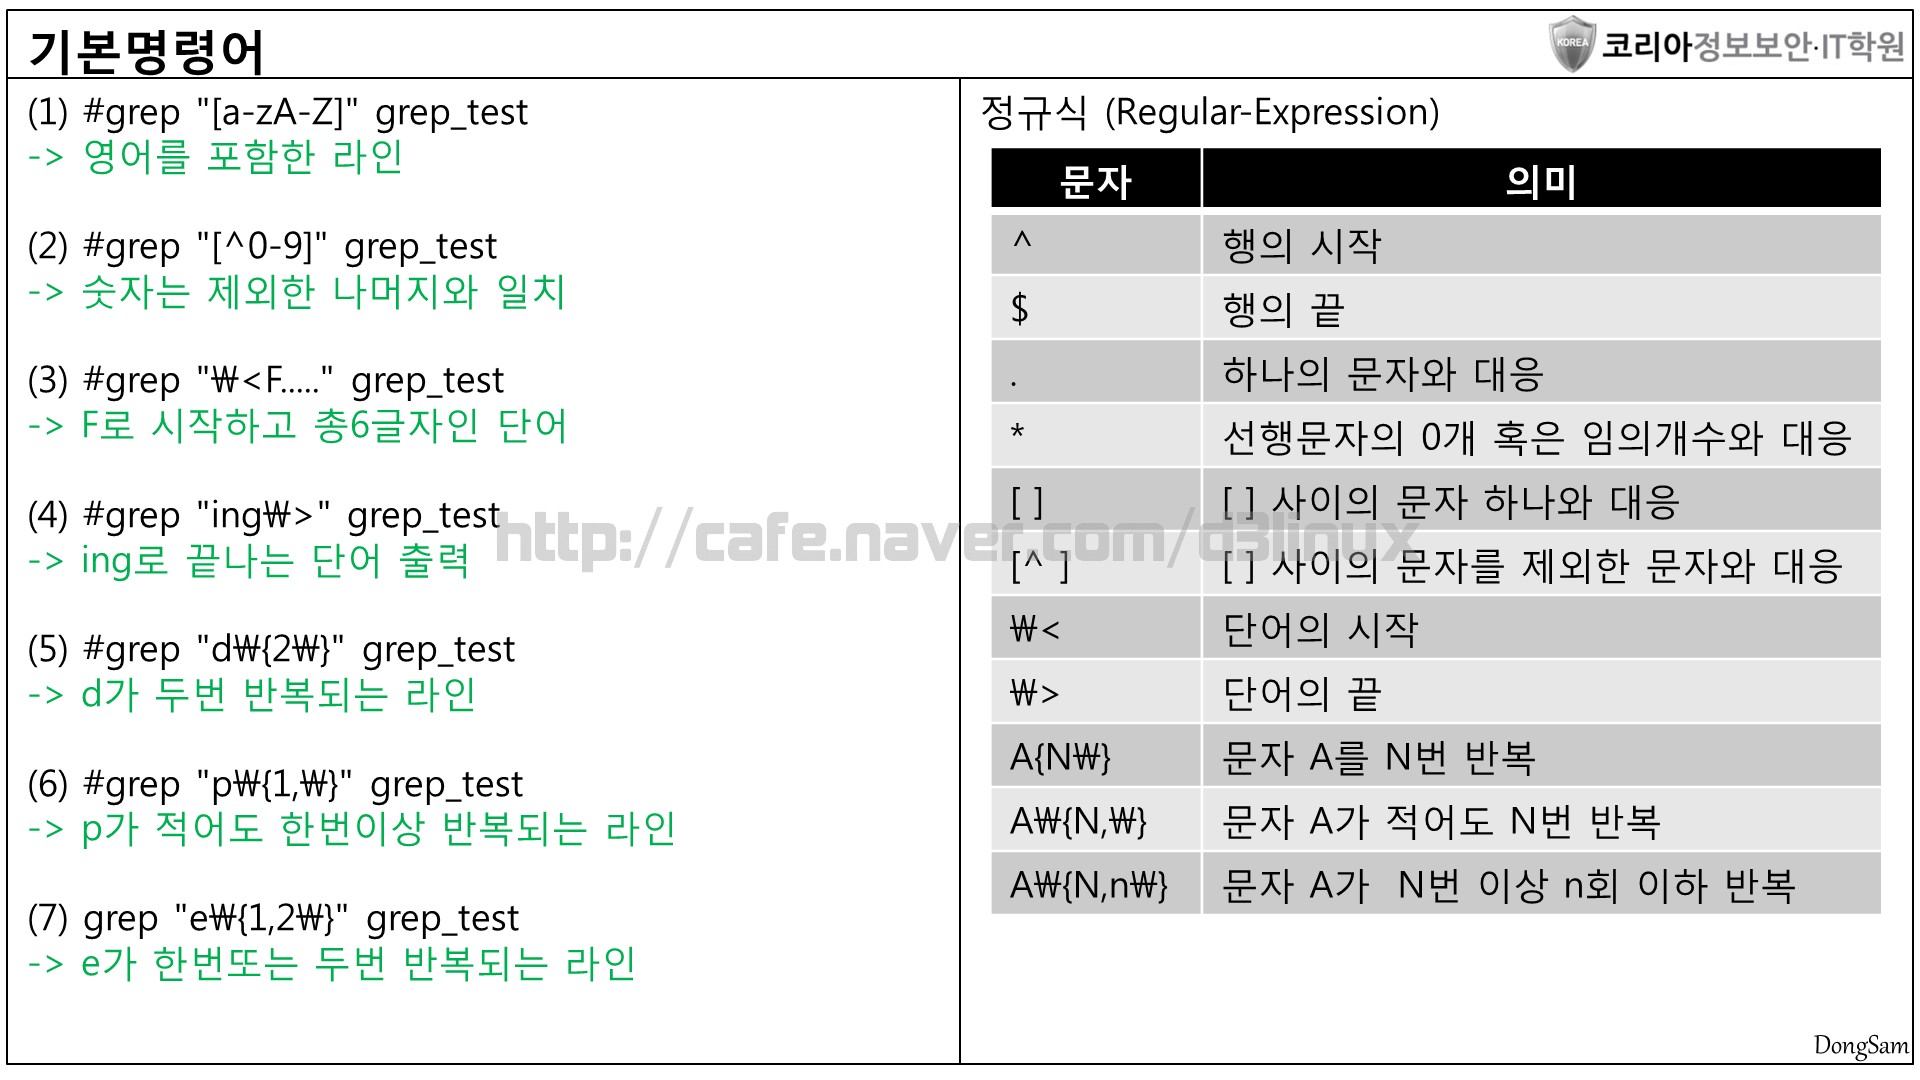 기본명령어
KOREA 코리아정보보안·IT학원
(1) #grep "[a-zA-Z]" grep_test
-> 영어를 포함한 라인
(2) #grep "[^0-9]" grep_test
-> 숫자는 제외한 나머지와 일치
(3) #grep "₩<F....." grep_test
-> F로 시작하고 총6글자인 단어
(4) #grep "ing₩>" grep_test
-> ing로 끝나는 단어 출력
(5) #grep "d₩{2₩}" grep_test
-> d가 두번 반복되는 라인
(6) #grep "p₩{1,₩}" grep_test
-> p가 적어도 한번이상 반복되는 라인
(7) grep "e₩{1,2₩}" grep_test
-> e가 한번또는 두번 반복되는 라인
정규식 (Regular-Expression)
문자 의미
^ 행의 시작
$ 행의 끝
. 하나의 문자와 대응
* 선행문자의 0개 혹은 임의개수와 대응
[ ] [ ] 사이의 문자 하나와 대응
[^ ] [ ] 사이의 문자를 제외한 문자와 대응
₩< 단어의 시작
₩> 단어의 끝
A{N₩} 문자 A를 N번 반복
A₩{N,₩} 문자 A가 적어도 N번 반복
A₩{N,n₩} 문자 A가 N번 이상 n회 이하 반복
http://cafe.naver.com/d3linux
DongSam